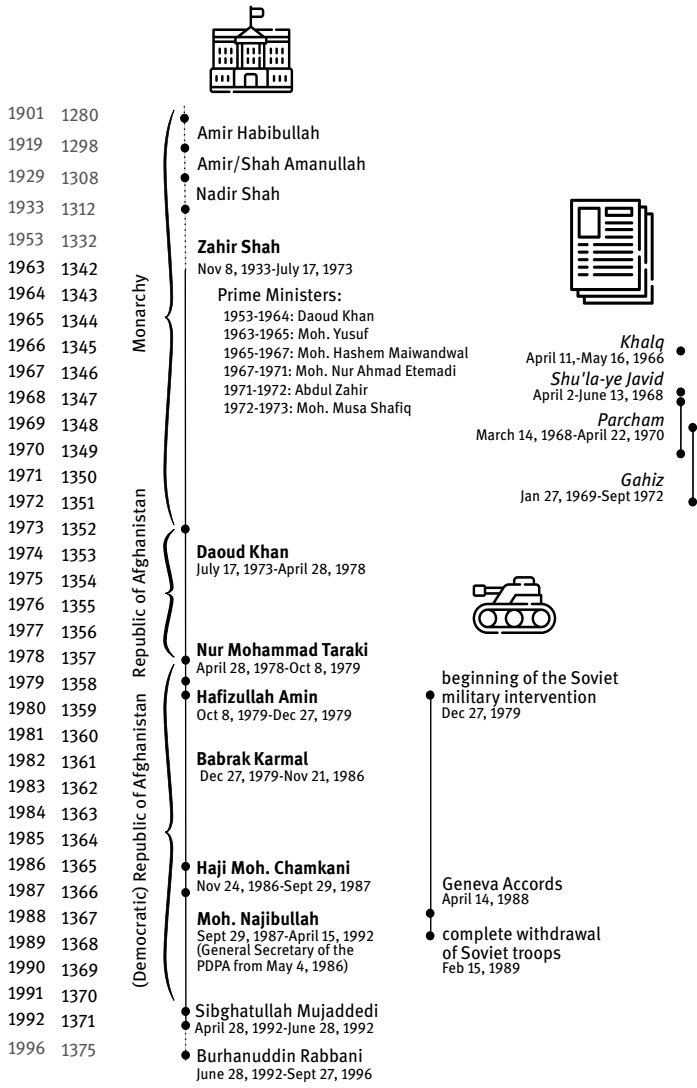 1901 1280
Amir Habibullah
1919 1298
Amir/Shah Amanullah
1929 1308
Nadir Shah
1933 1312
1953 1332
Zahir Shah
1963 1342
Nov 8, 1933-July 17, 1973
1964 1343
Prime Ministers:
1953-1964: Daoud Khan
1965 1344
1963-1965: Moh. Yusuf
1966 1345
1965-1967: Moh. Hashem Maiwandwal
1967 1346
1967-1971: Moh. Nur Ahmad Etemadi
1968 1347
1971-1972: Abdul Zahir
1972-1973: Moh. Musa Shafiq
1969 1348
1970 1349
1971 1350
1972 1351
1973 1352
1974 1353
1975 1354
1976 1355
1977 1356
1978 1357
1979 1358
1980 1359
1981 1360
1982 1361
1983 1362
1984 1363
1985 1364
1986 1365
1987 1366
1988 1367
1989 1368
1990 1369
1991 1370
1992 1371
1996 1375
Monarchy
Republic of Afghanistan
(Democratic) Republic of Afghanistan
Daoud Khan
July 17, 1973-April 28, 1978
Nur Mohammad Taraki
April 28, 1978-Oct 8, 1979
Hafizullah Amin
Oct 8, 1979-Dec 27, 1979
Babrak Karmal
Dec 27, 1979-Nov 21, 1986
Haji Moh. Chamkani
Nov 24, 1986-Sept 29, 1987
Moh. Najibullah
Sept 29, 1987-April 15, 1992
(General Secretary of the
PDPA from May 4, 1986)
Sibghatullah Mujaddedi
April 28, 1992-June 28, 1992
Burhanuddin Rabbani
June 28, 1992-Sept 27, 1996
Khalq
April 11,-May 16, 1966
Shu'la-ye Javid
April 2-June 13, 1968
Parcham
March 14, 1968-April 22, 1970
Gahiz
Jan 27, 1969-Sept 1972
beginning of the Soviet
military intervention
Dec 27, 1979
Geneva Accords
April 14, 1988
complete withdrawal
of Soviet troops
Feb 15, 1989